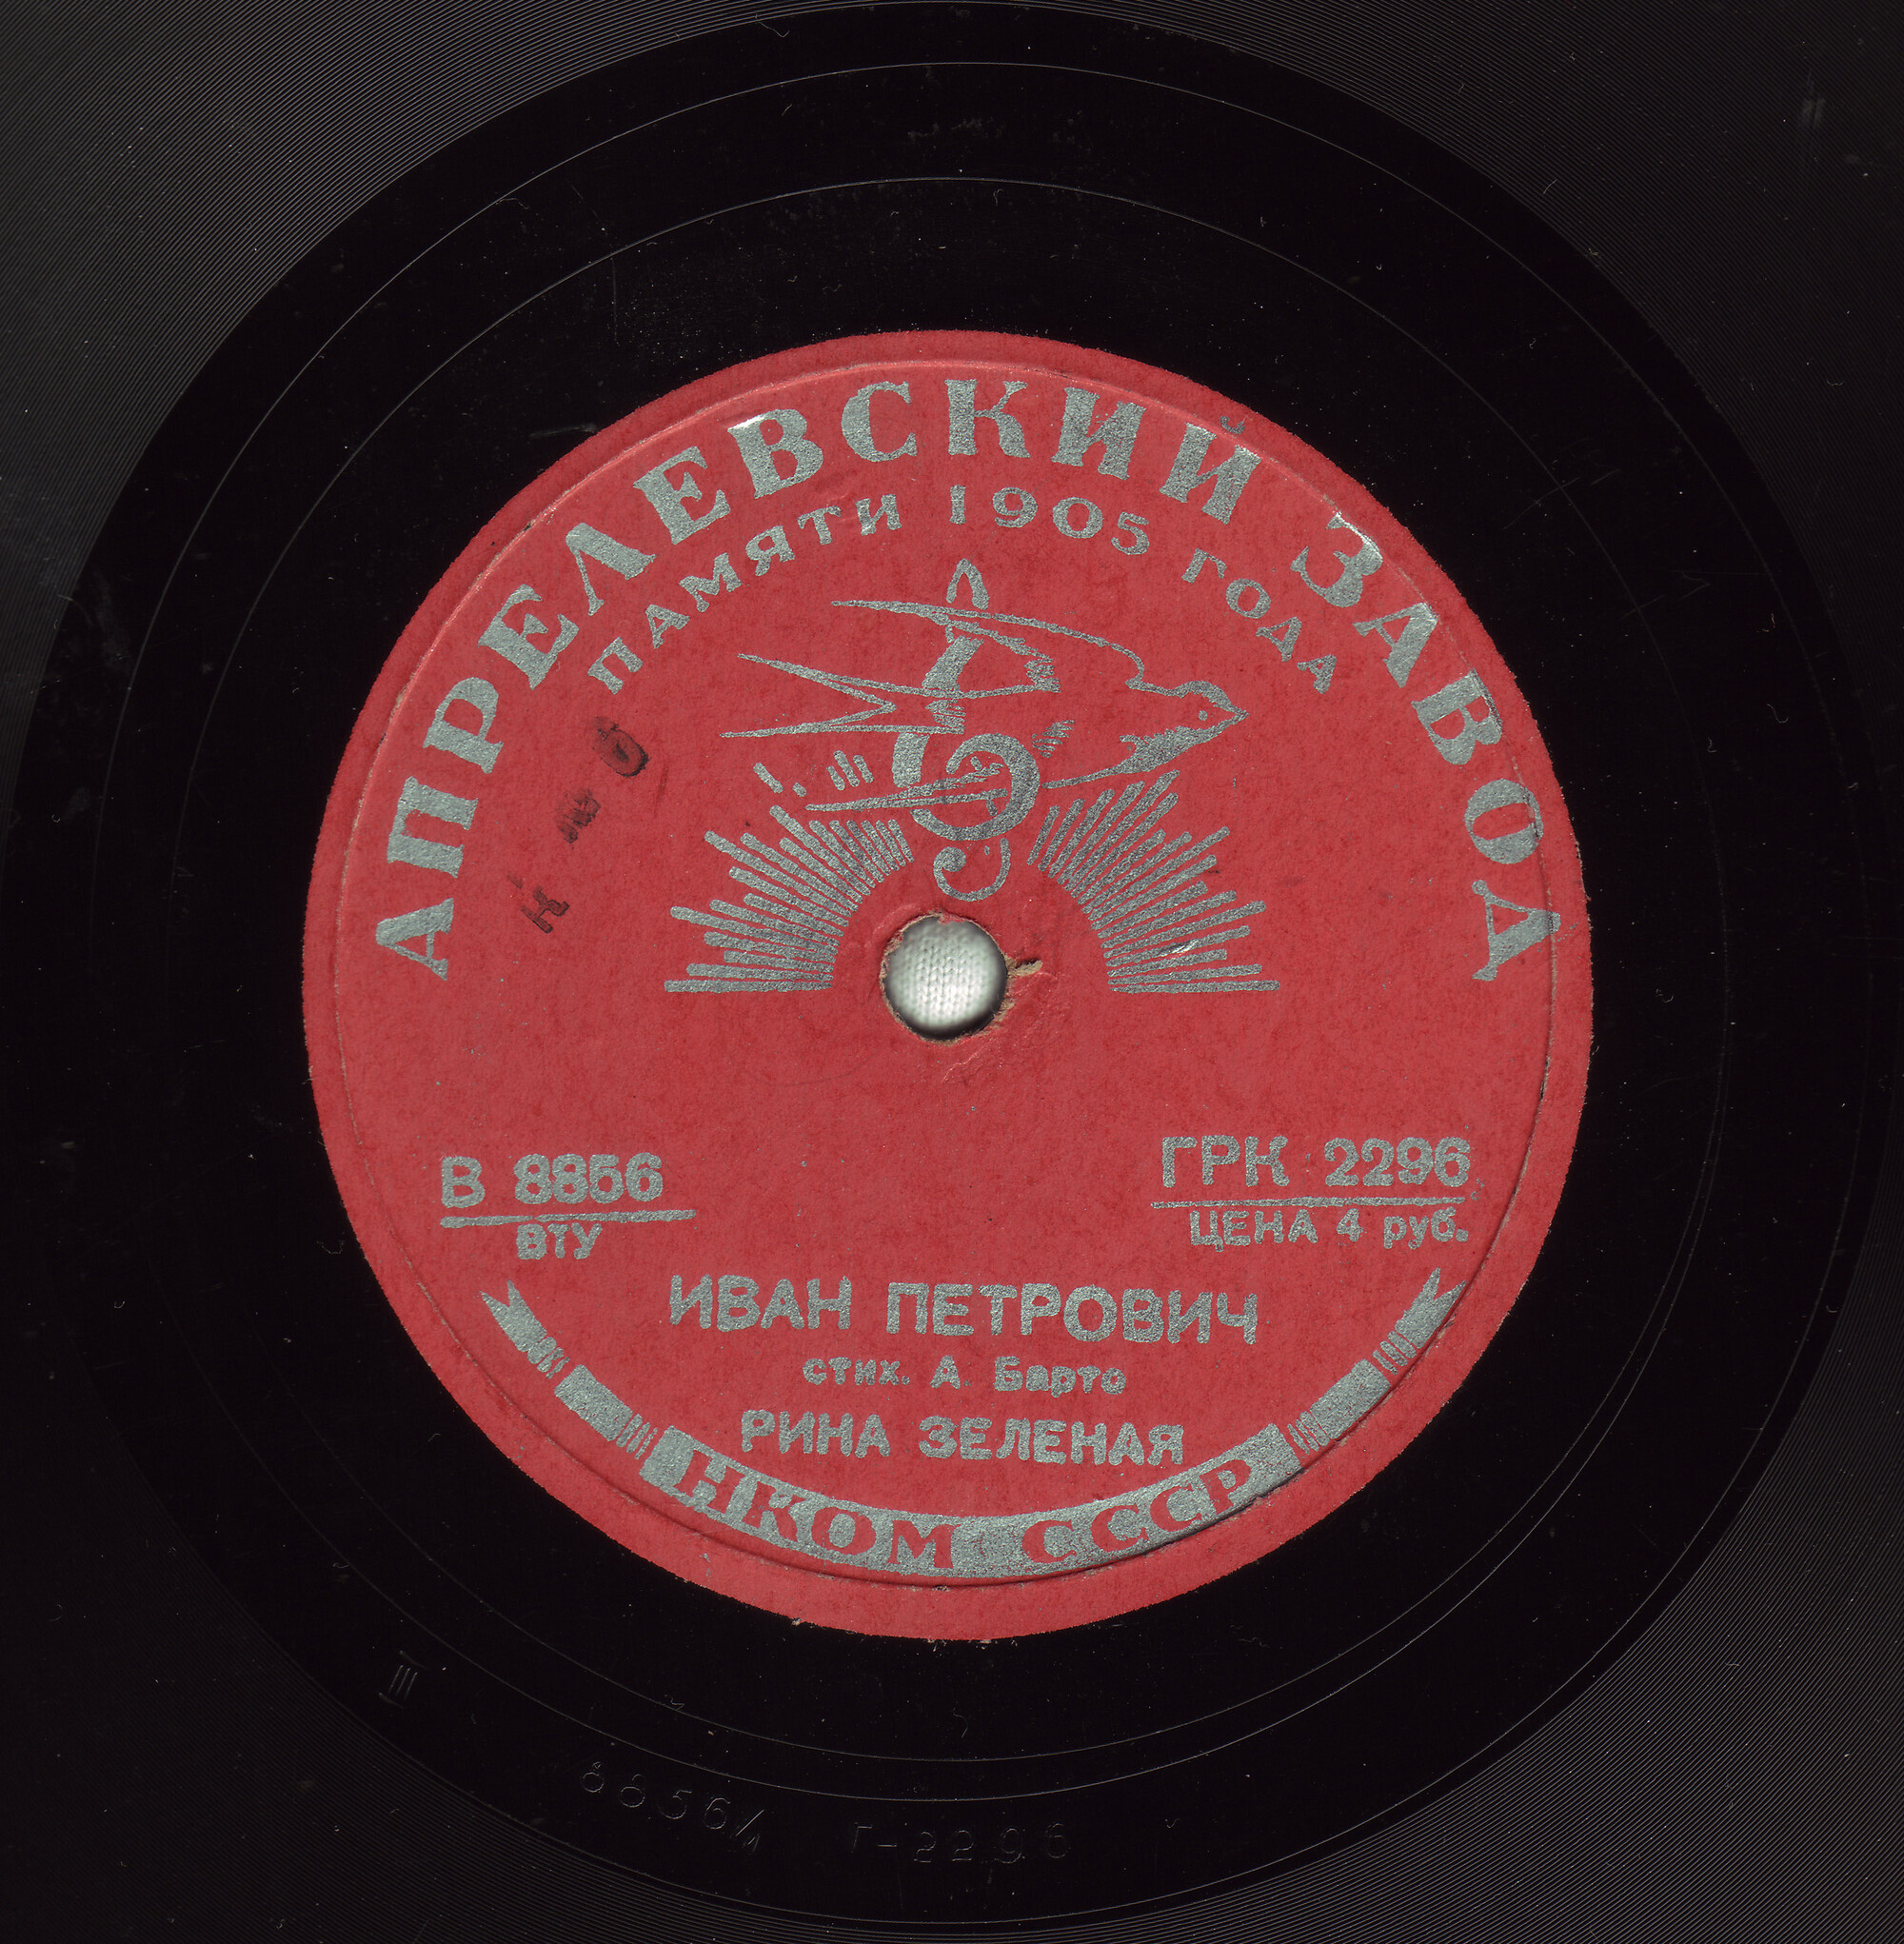 АПРЕЛЕВСКИЙ ЗАВОД
ПАМЯТИ 1905 ГОДА
В 8856
ВТУ
ГРК 2296
ЦЕНА 4 руб.
ИВАН ПЕТРОВИЧ
стих. А. Барто
РИНА ЗЕЛЕНАЯ
НКОМ СССР
III
8856/1
Г-2296